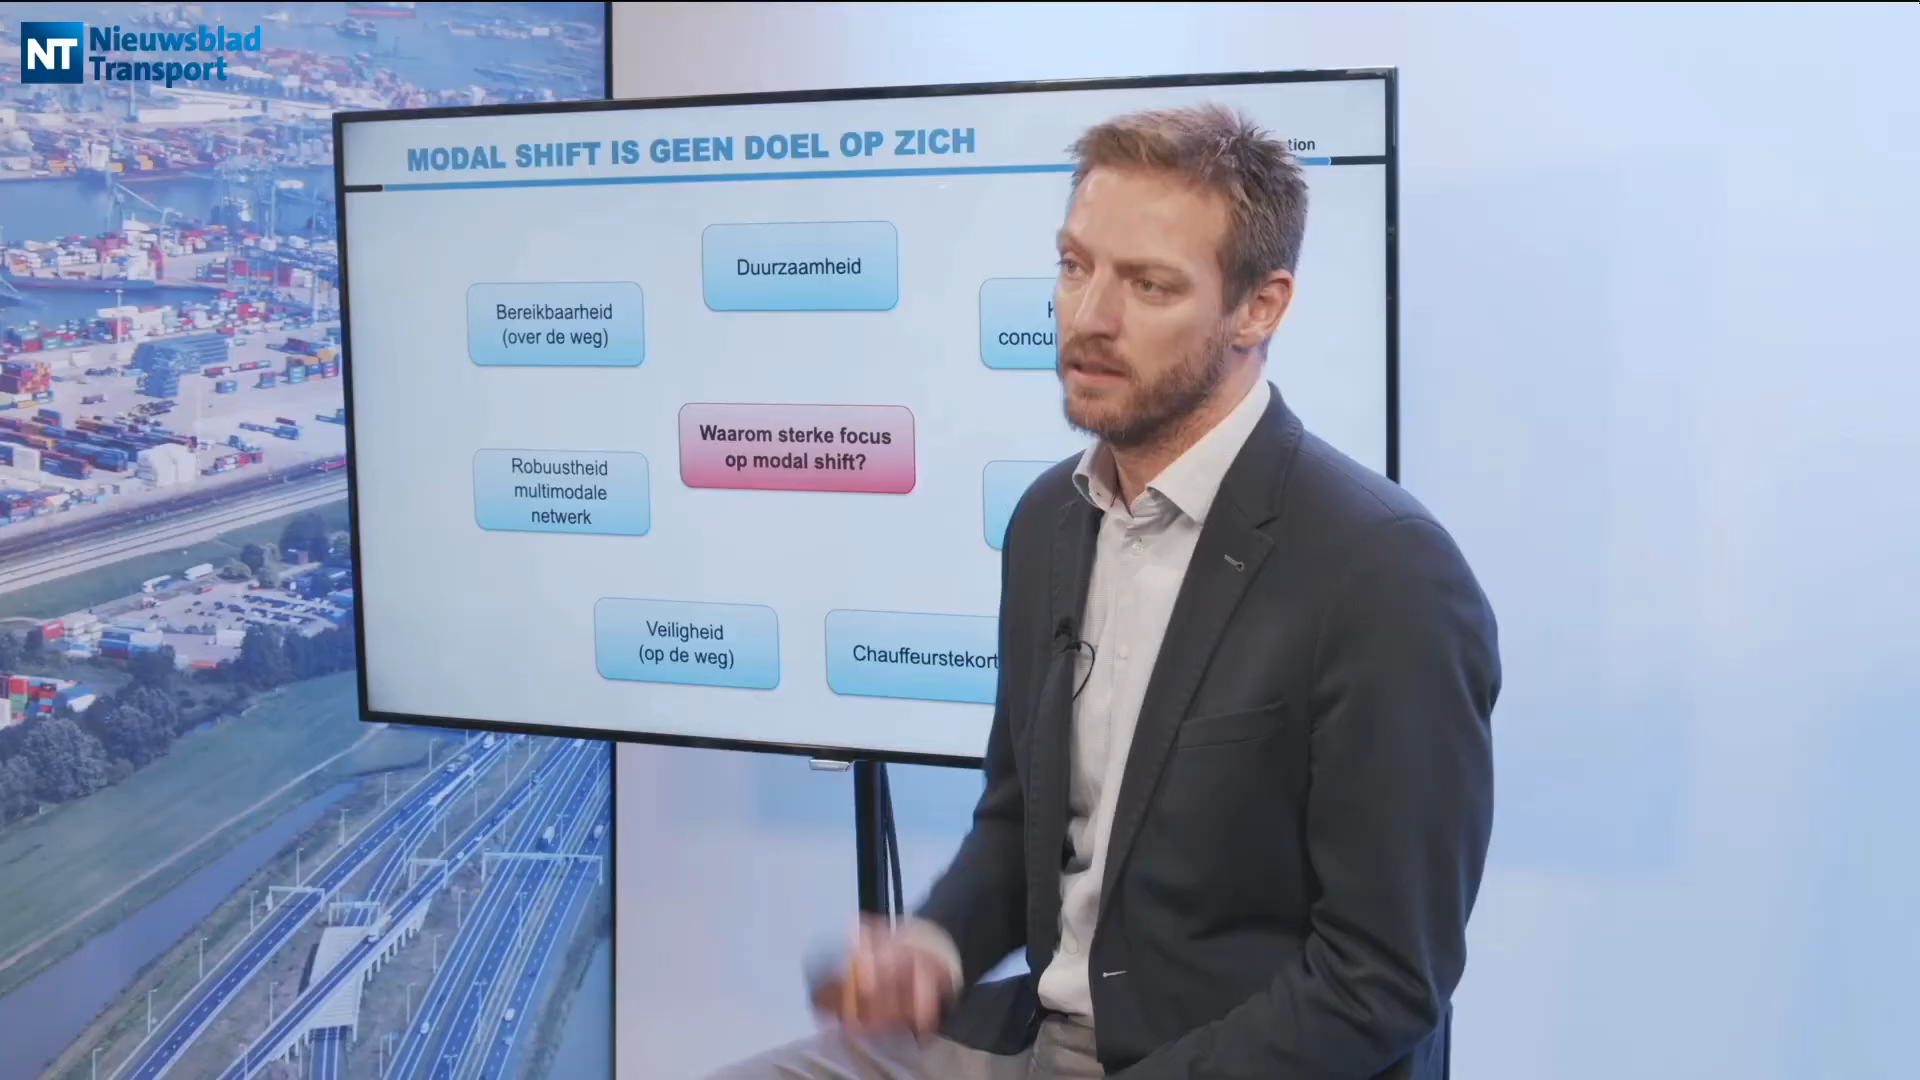 NT Nieuwsblad
Transport
MODAL SHIFT IS GEEN DOEL OP ZICH
Duurzaamheid
Bereikbaarheid
(over de weg)
Waarom sterke focus
op modal shift?
Robuustheid
multimodale
netwerk
Veiligheid
(op de weg)
Chauffeurstekort